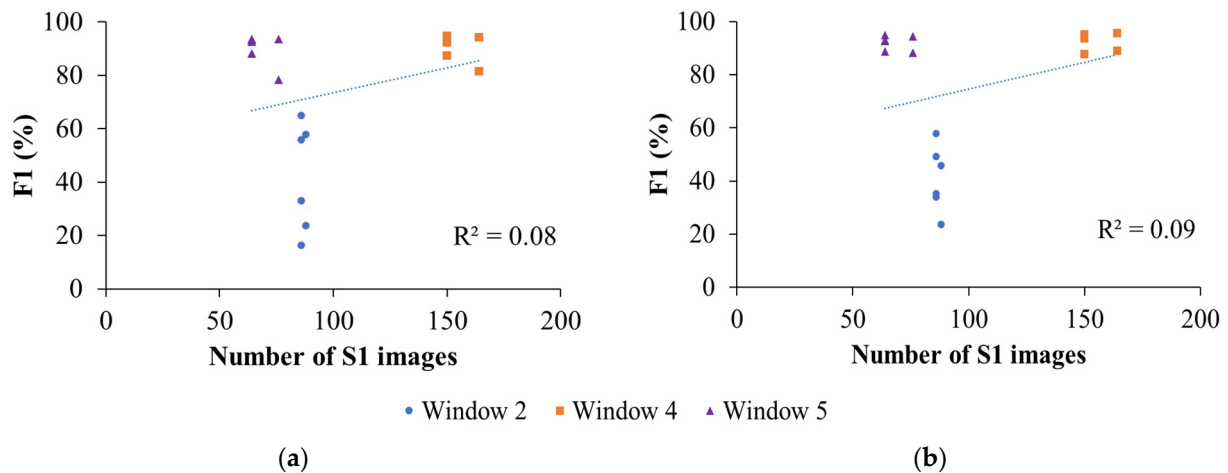 100
80
60
40
20
0
F1 (%)
R² = 0.08
0 50 100 150 200
Number of S1 images
100
80
60
40
20
0
F1 (%)
R² = 0.09
0 50 100 150 200
Number of S1 images
Window 2 Window 4 Window 5
(a) (b)